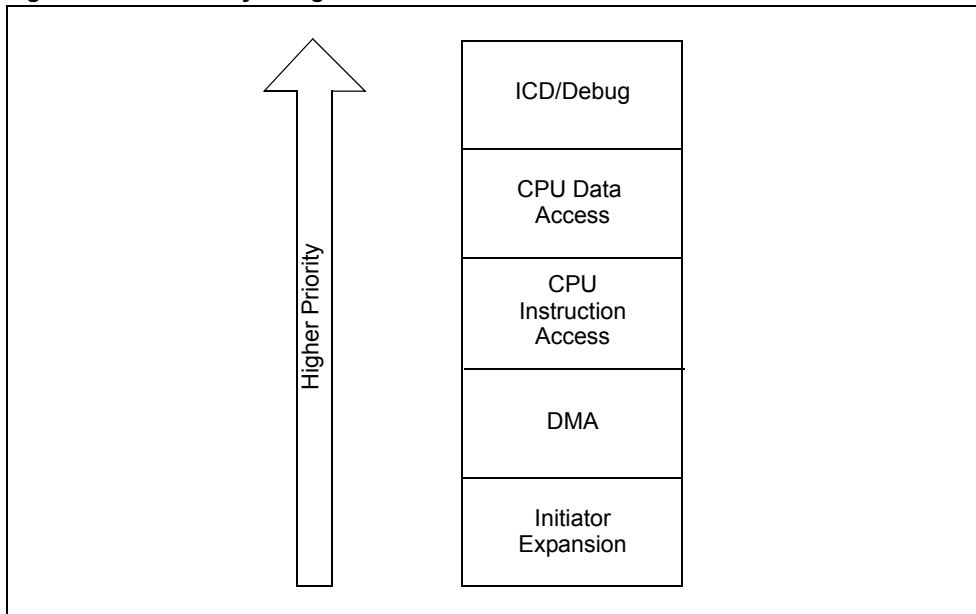 Higher Priority
ICD/Debug
CPU Data
Access
CPU
Instruction
Access
DMA
Initiator
Expansion